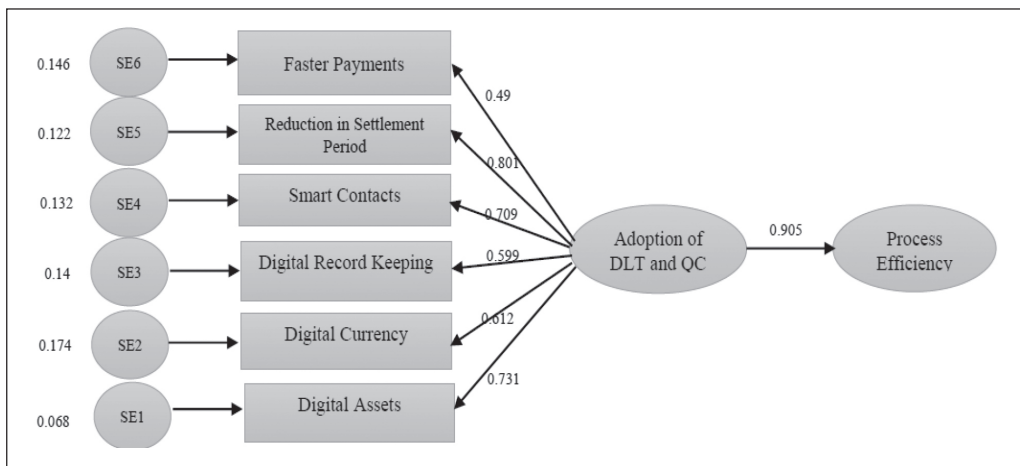 0.146
SE6
Faster Payments
0.49
0.122
SE5
Reduction in Settlement
Period
0.801
0.132
SE4
Smart Contacts
0.709
0.14
SE3
Digital Record Keeping
0.599
0.174
SE2
Digital Currency
0.612
0.068
SE1
Digital Assets
0.731
Adoption of
DLT and QC
0.905
Process
Efficiency